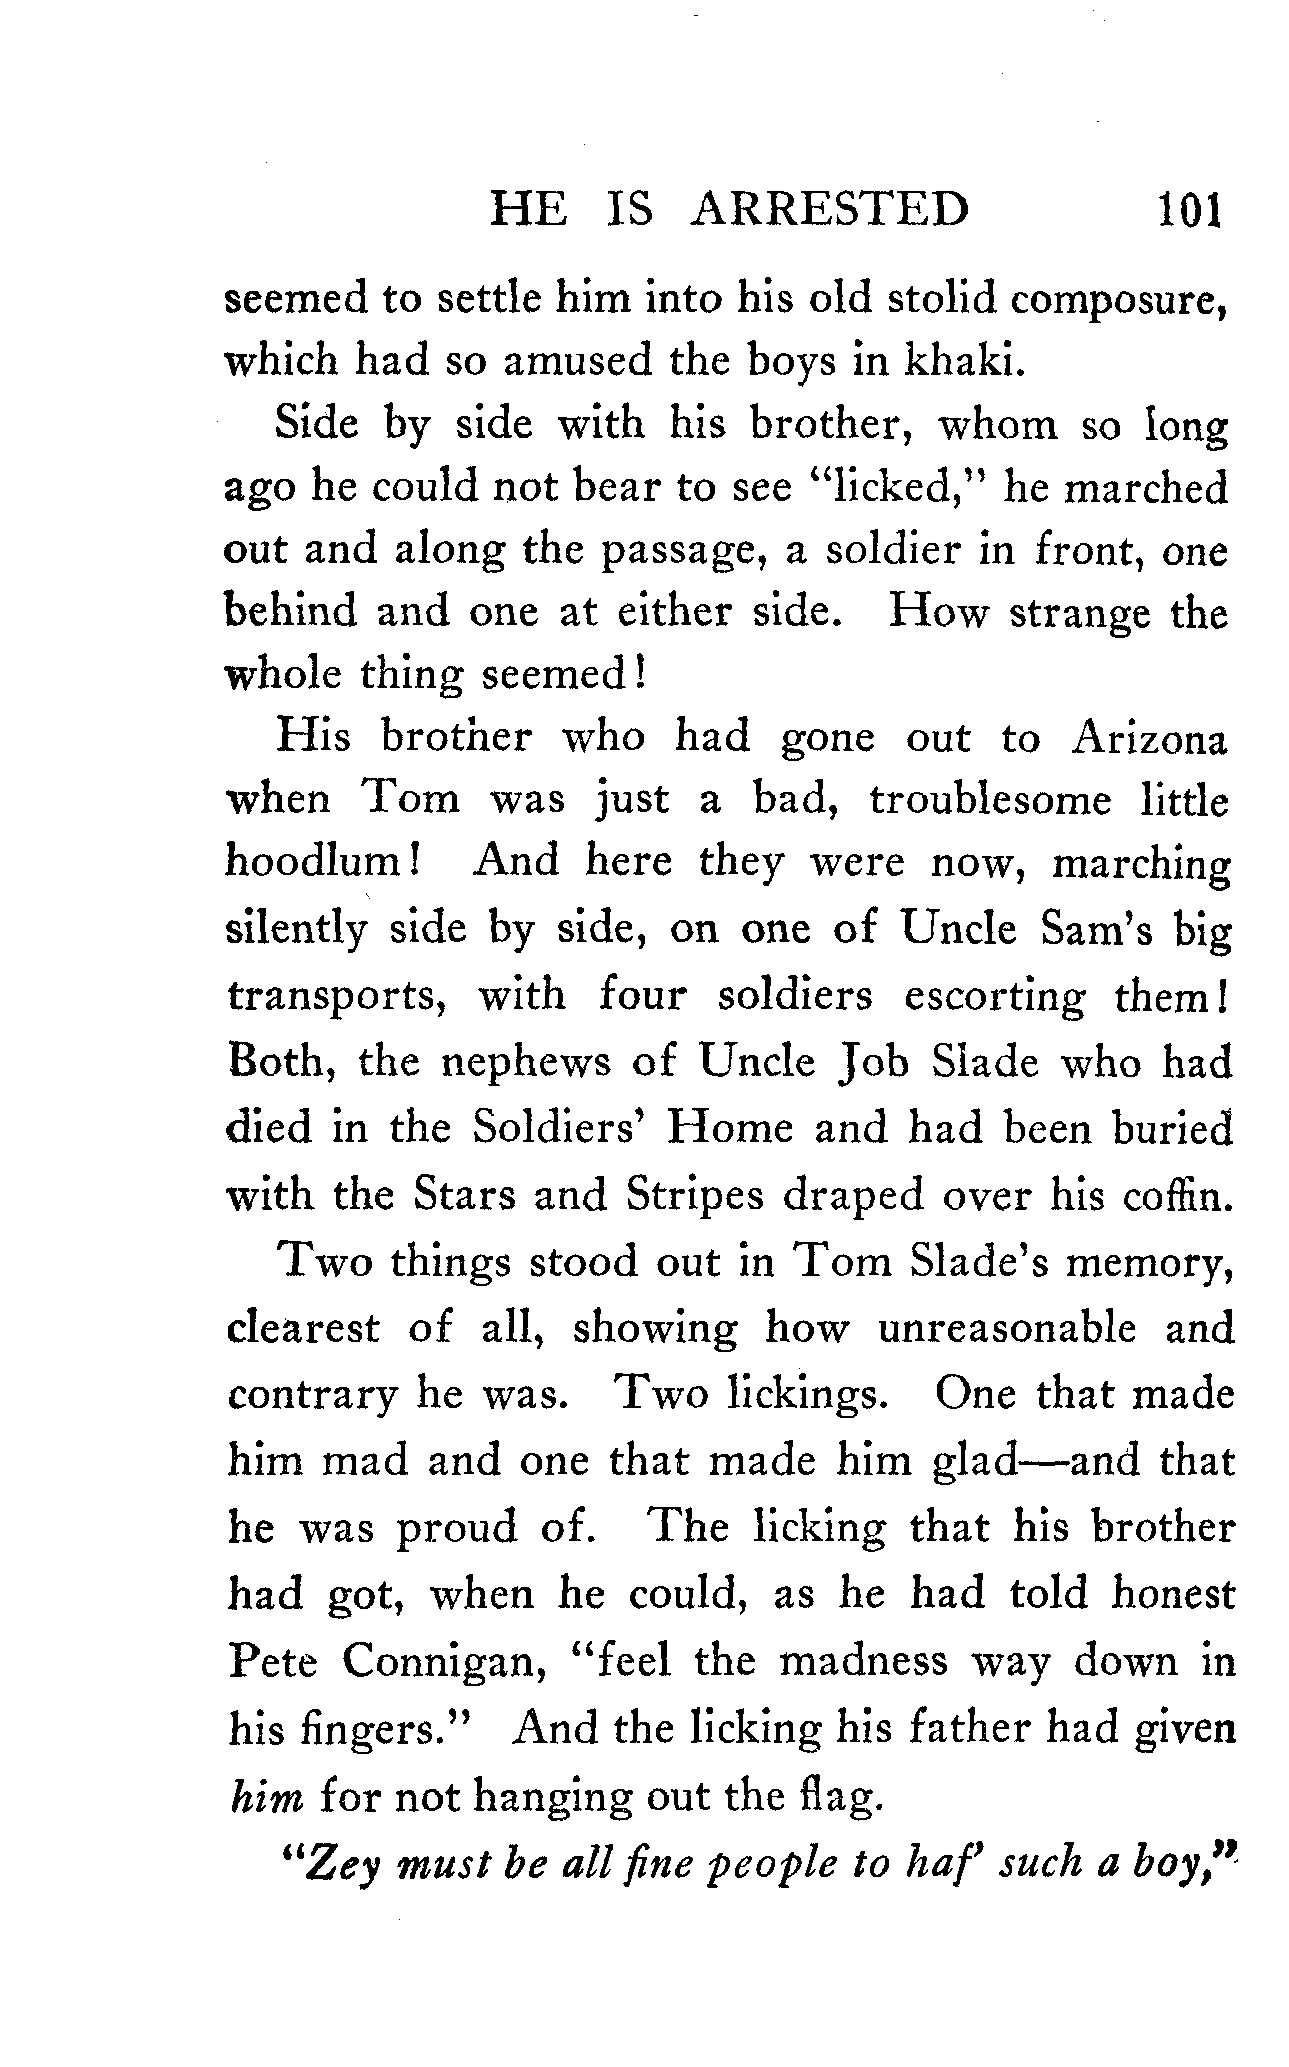 HE IS ARRESTED 101
seemed to settle him into his old stolid composure,
which had so amused the boys in khaki.
Side by side with his brother, whom so long
ago he could not bear to see "licked," he marched
out and along the passage, a soldier in front, one
behind and one at either side. How strange the
whole thing seemed!
His brother who had gone out to Arizona
when Tom was just a bad, troublesome little
hoodlum! And here they were now, marching
silently side by side, on one of Uncle Sam's big
transports, with four soldiers escorting them!
Both, the nephews of Uncle Job Slade who had
died in the Soldiers' Home and had been buried
with the Stars and Stripes draped over his coffin.
Two things stood out in Tom Slade's memory,
clearest of all, showing how unreasonable and
contrary he was. Two lickings. One that made
him mad and one that made him glad—and that
he was proud of. The licking that his brother
had got, when he could, as he had told honest
Pete Connigan, "feel the madness way down in
his fingers." And the licking his father had given
him for not hanging out the flag.
"Zey must be all fine people to haf' such a boy,"